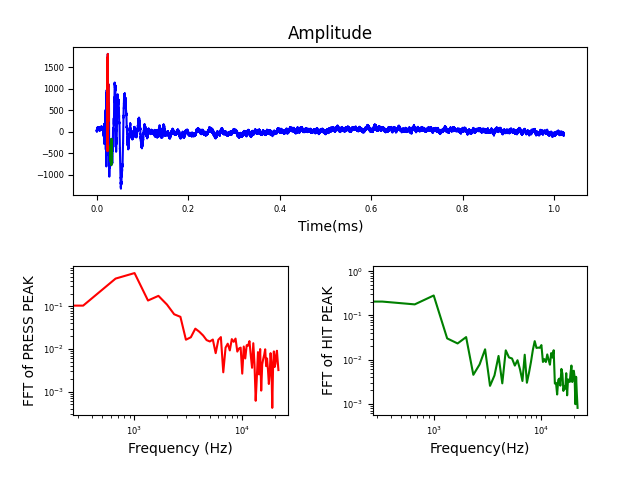 Amplitude
1500
1000
500
0
−500
−1000
0.0 0.2 0.4 0.6 0.8 1.0
Time(ms)
FFT of PRESS PEAK
10⁻¹
10⁻²
10⁻³
10³ 10⁴
Frequency (Hz)
FFT of HIT PEAK
10⁰
10⁻¹
10⁻²
10⁻³
10³ 10⁴
Frequency(Hz)